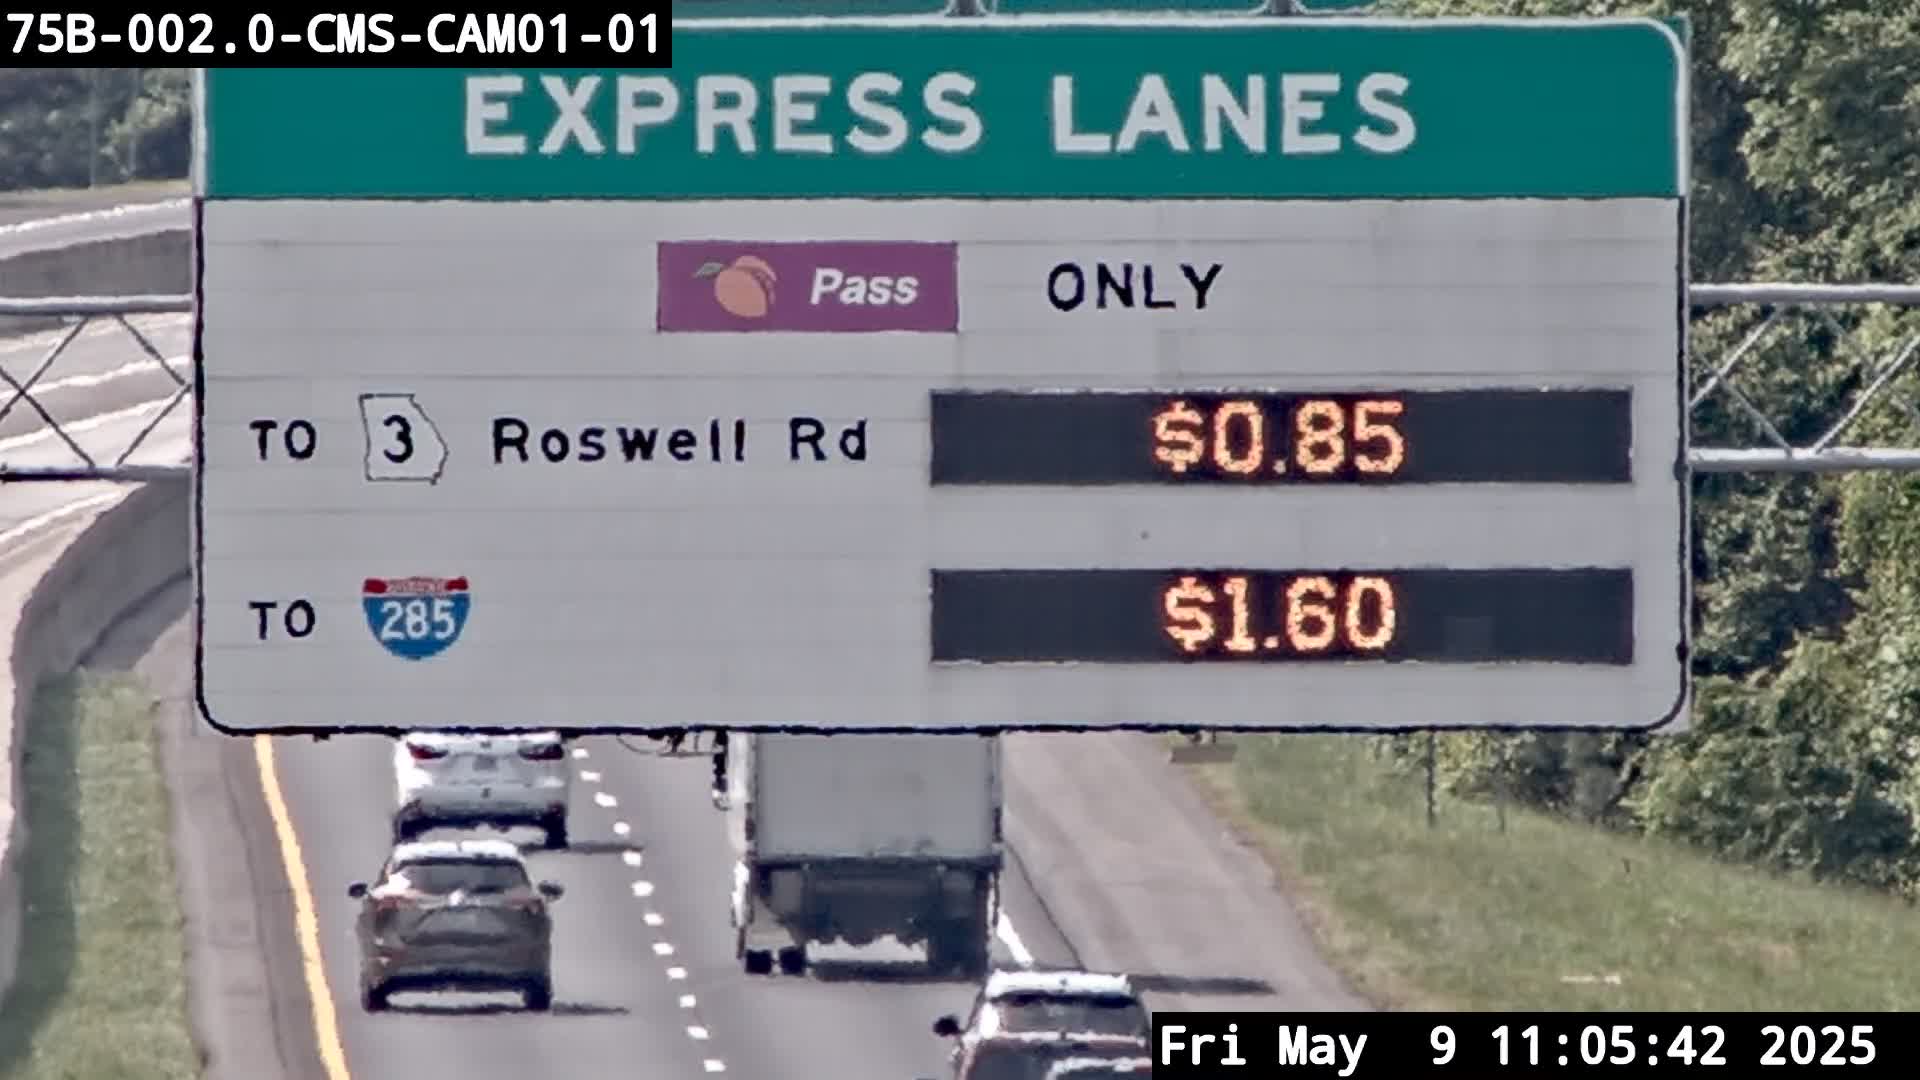 75B-002.0-CMS-CAM01-01
EXPRESS LANES
Pass ONLY
TO 3 Roswell Rd $0.85
TO 285 $1.60
Fri May 9 11:05:42 2025